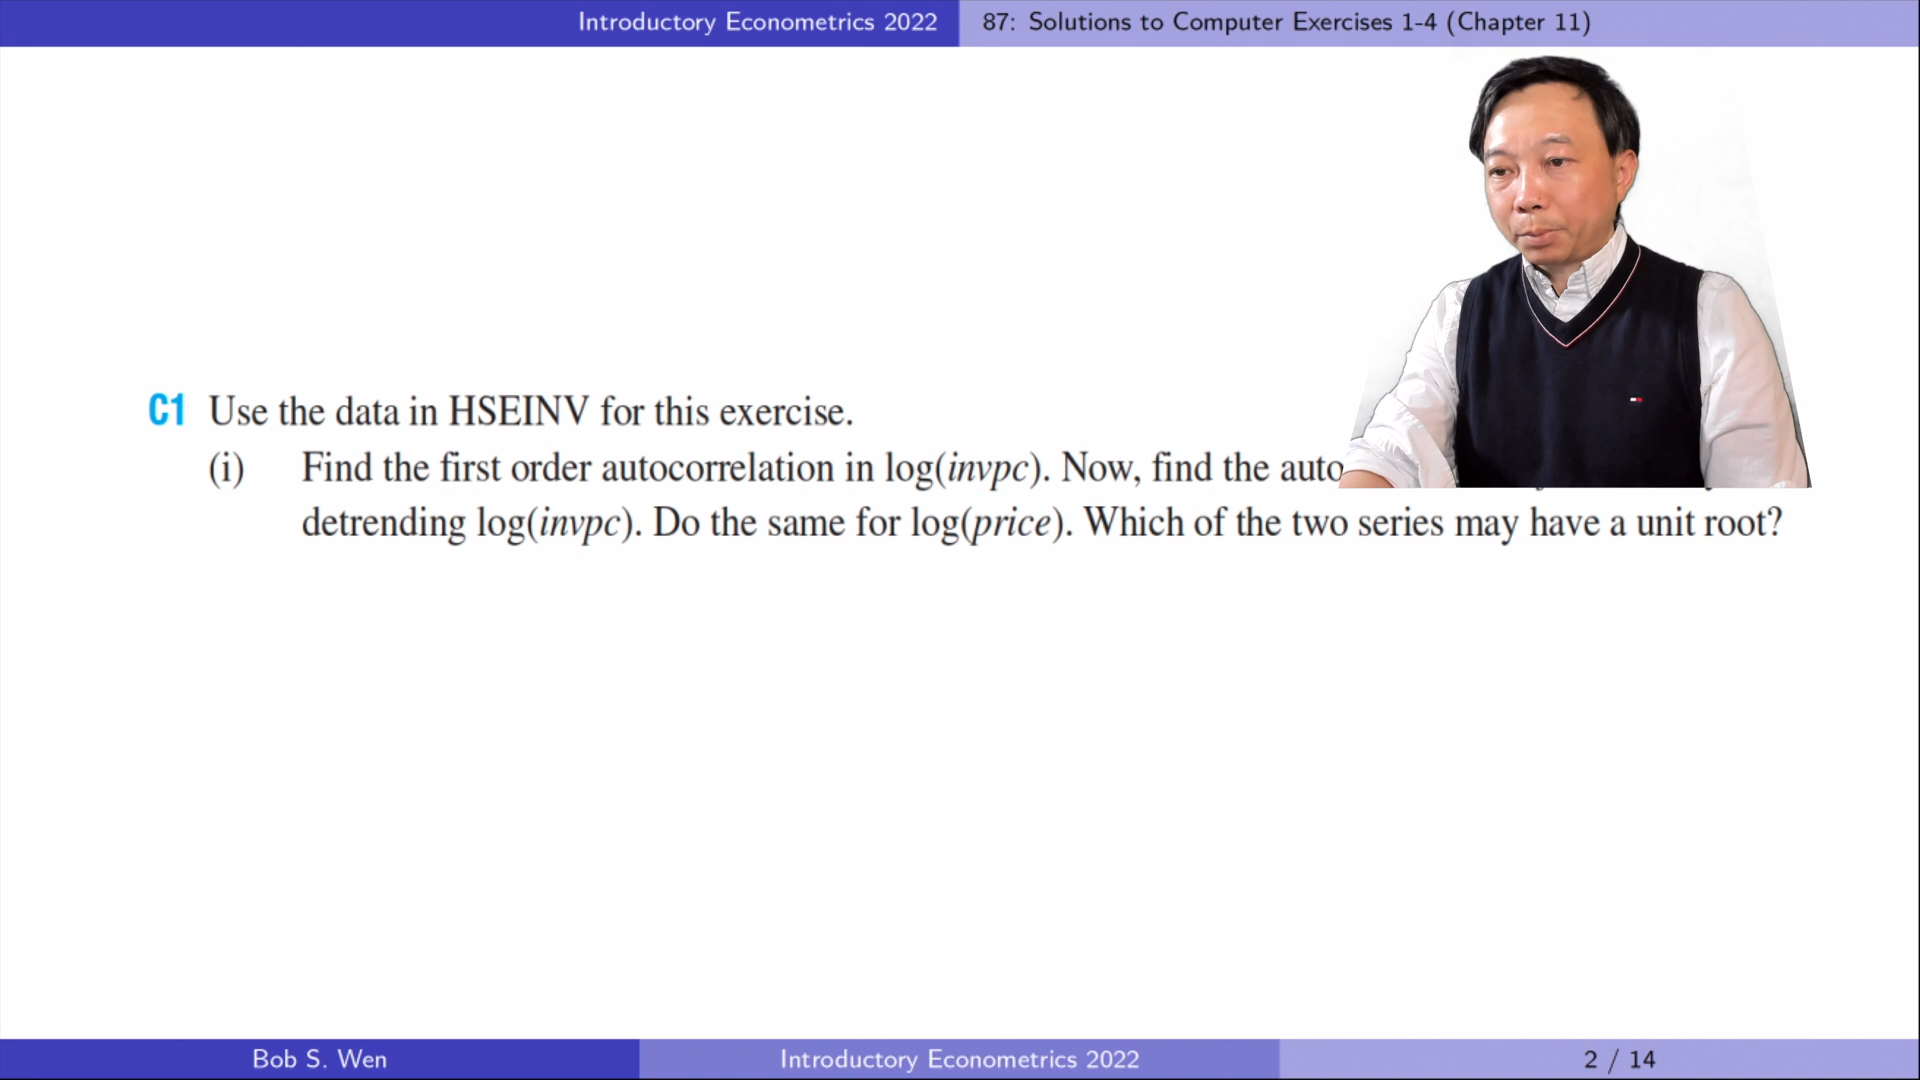 Introductory Econometrics 2022
87: Solutions to Computer Exercises 1-4 (Chapter 11)
C1 Use the data in HSEINV for this exercise.
(i) Find the first order autocorrelation in log(invpc). Now, find the
detrending log(invpc). Do the same for log(price). Which of the two series may have a unit root?
Bob S. Wen
Introductory Econometrics 2022
2 / 14